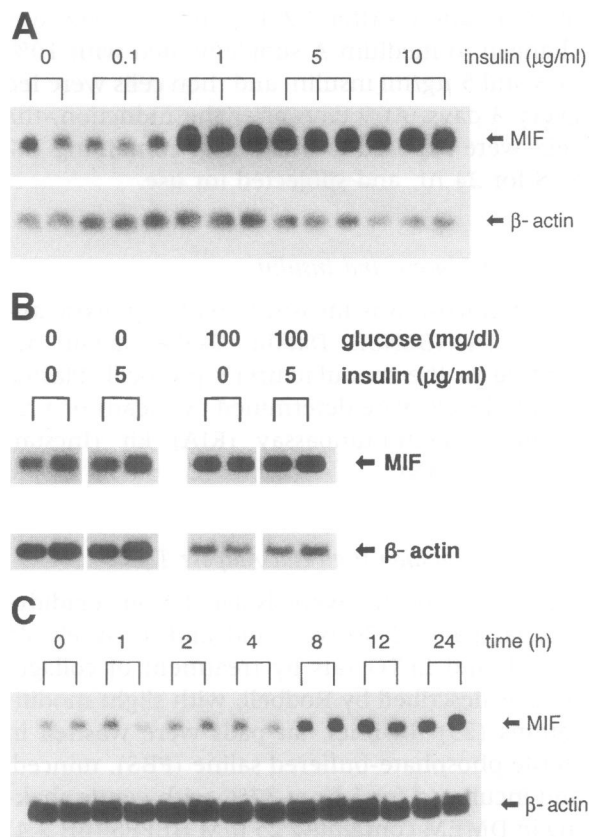 A
0 0.1 1 5 10 insulin (µg/ml)
← MIF
← β- actin
B
0 0 100 100 glucose (mg/dl)
0 5 0 5 insulin (µg/ml)
← MIF
← β- actin
C
0 1 2 4 8 12 24 time (h)
← MIF
← β- actin